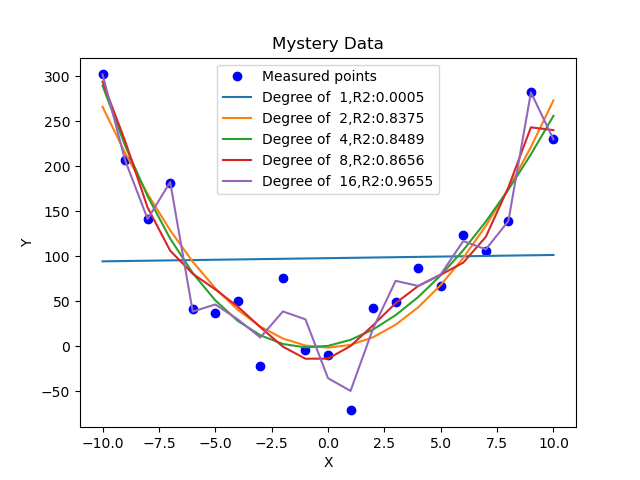 Mystery Data
Measured points
Degree of  1,R2:0.0005
Degree of  2,R2:0.8375
Degree of  4,R2:0.8489
Degree of  8,R2:0.8656
Degree of  16,R2:0.9655
300
250
200
150
100
50
0
−50
Y
−10.0 −7.5 −5.0 −2.5 0.0 2.5 5.0 7.5 10.0
X